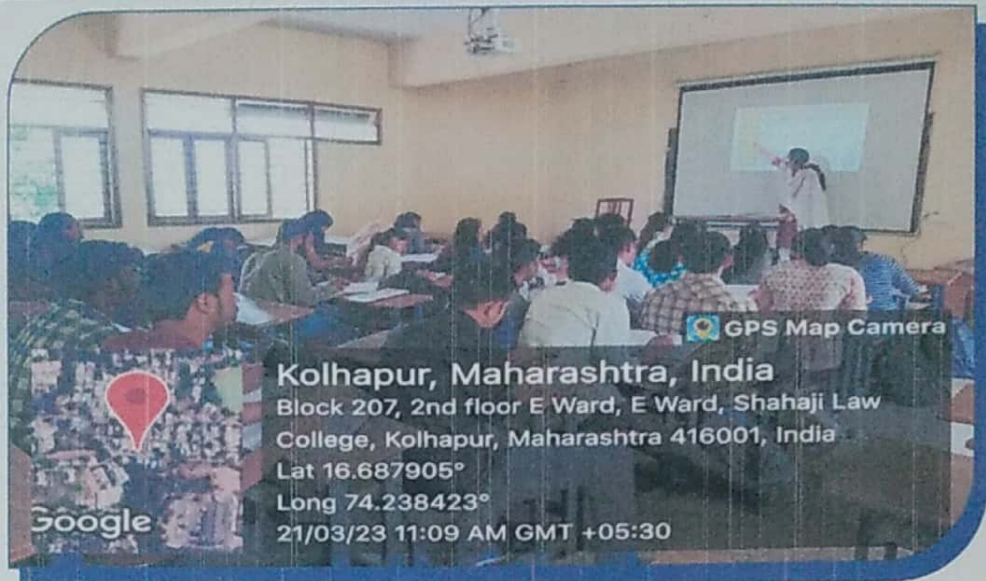 GPS Map Camera
Kolhapur, Maharashtra, India
Block 207, 2nd floor E Ward, E Ward, Shahaji Law
College, Kolhapur, Maharashtra 416001, India
Lat 16.687905°
Long 74.238423°
21/03/23 11:09 AM GMT +05:30
Google